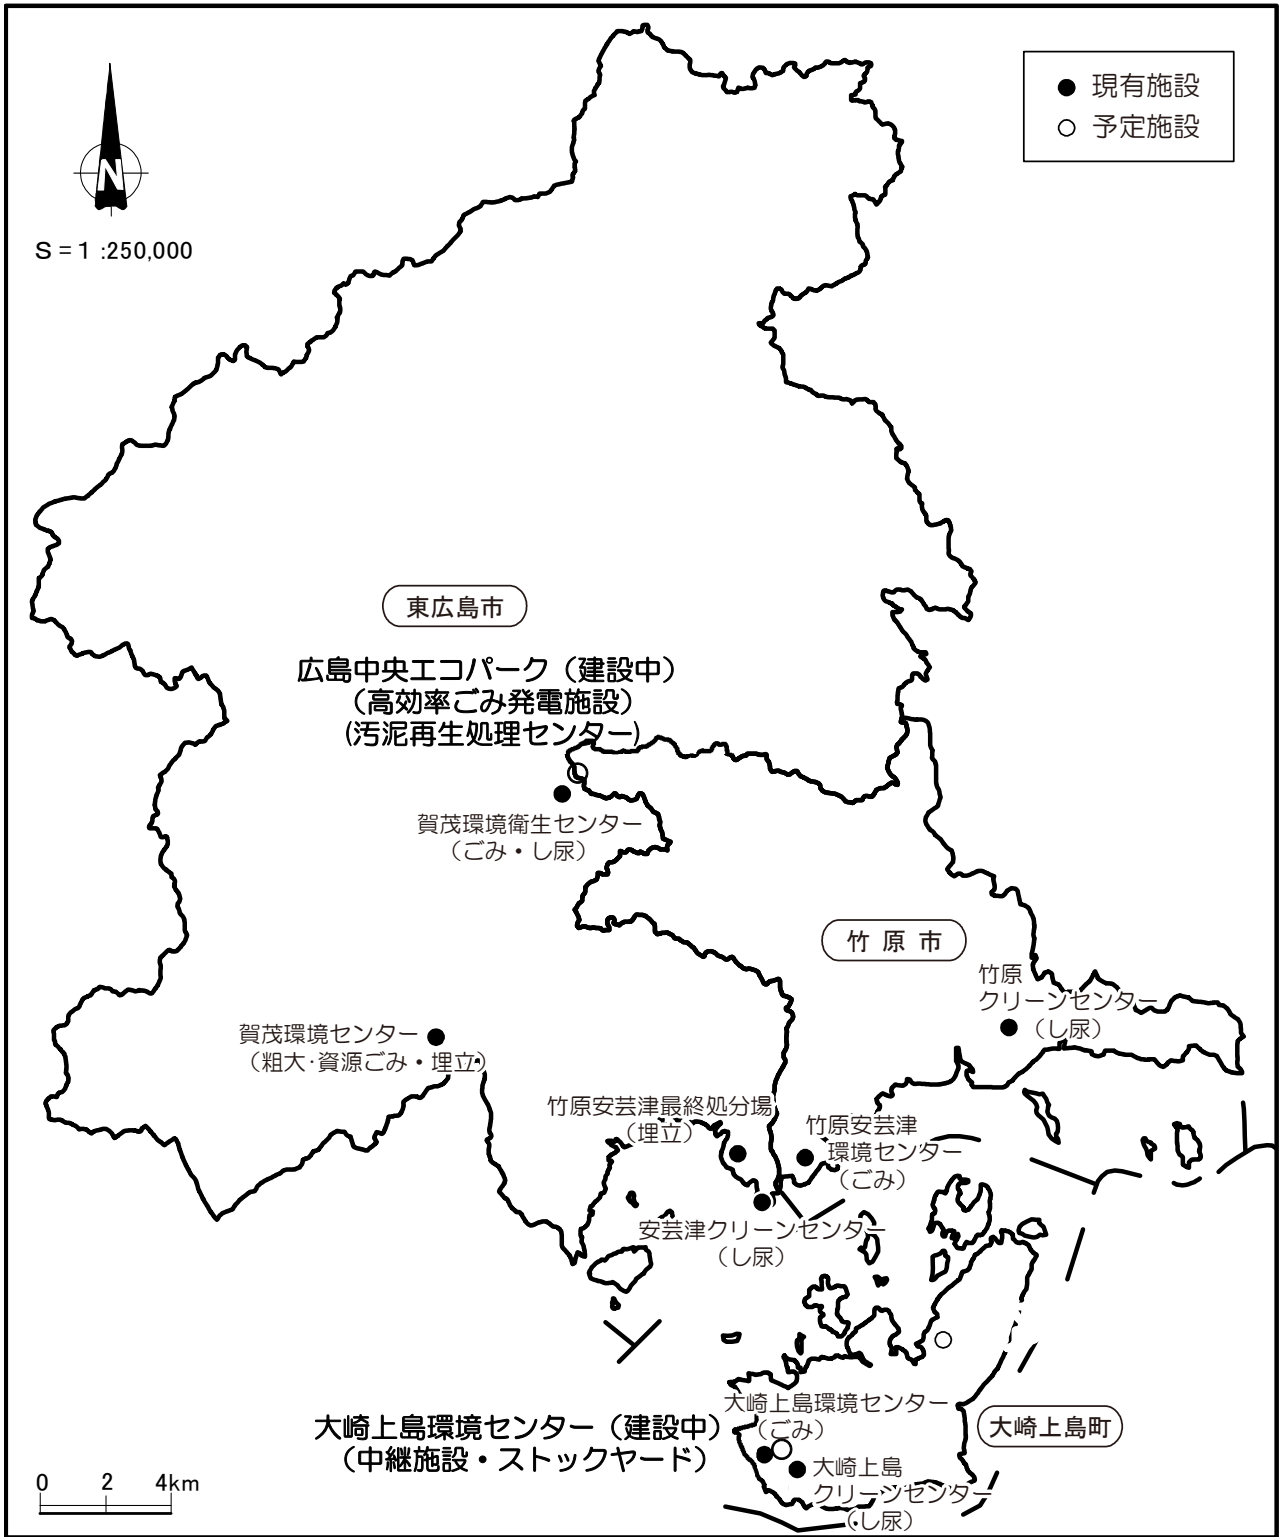 現有施設
予定施設
N
S=1:250,000
東広島市
広島中央エコパーク（建設中）
（高効率ごみ発電施設）
(汚泥再生処理センター)
賀茂環境衛生センター
（ごみ・し尿）
竹原市
竹原
クリーンセンター
（し尿）
賀茂環境センター
（粗大・資源ごみ・埋立）
竹原安芸津最終処分場
（埋立）
竹原安芸津
環境センター
（ごみ）
安芸津クリーンセンター
（し尿）
大崎上島環境センター
（ごみ）
大崎上島環境センター（建設中）
（中継施設・ストックヤード）
大崎上島町
大崎上島
クリーンセンター
（し尿）
0 2 4km